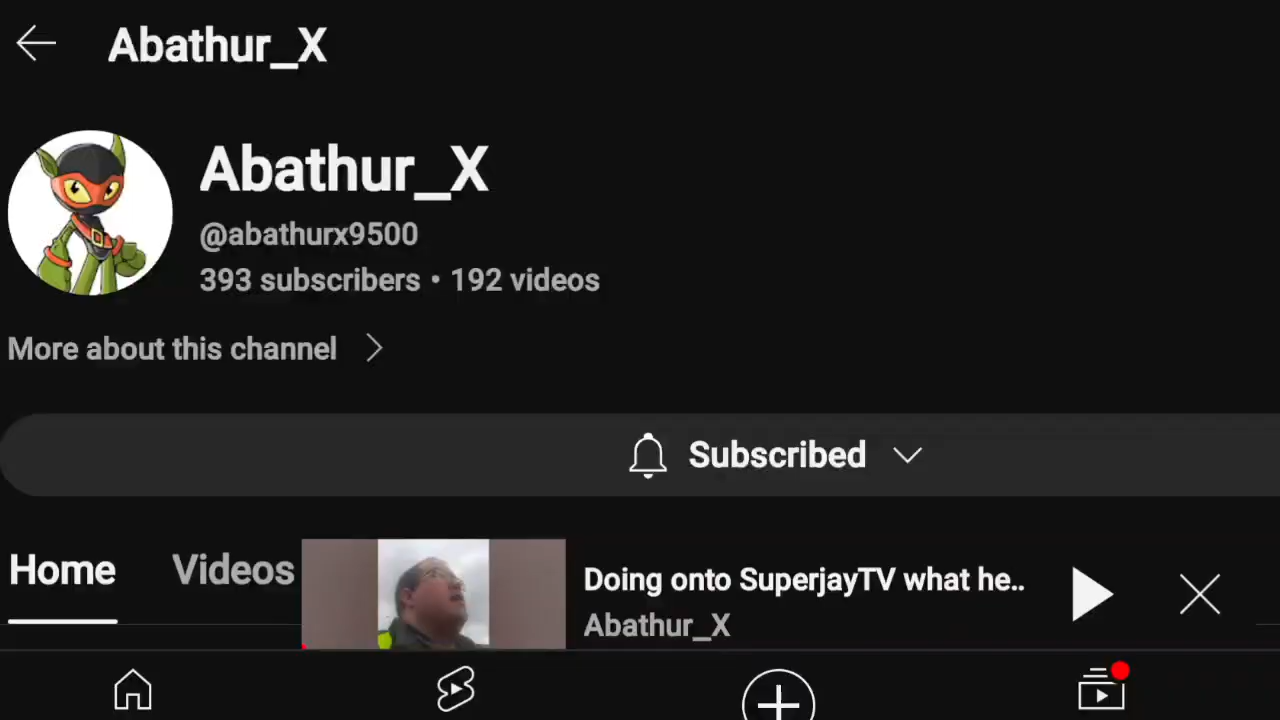 Abathur_X
Abathur_X
@abathurx9500
393 subscribers • 192 videos
More about this channel
Subscribed
Home
Videos
Doing onto SuperjayTV what he..
Abathur_X